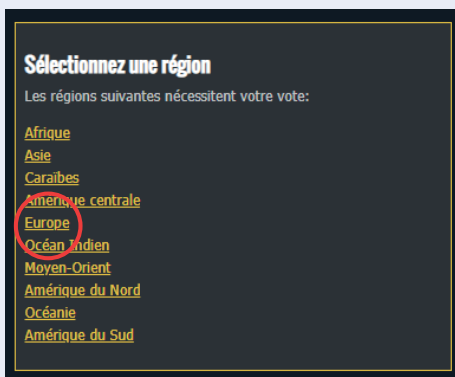 Sélectionnez une région
Les régions suivantes nécessitent votre vote:
Afrique
Asie
Caraïbes
Amérique centrale
Europe
Océan Indien
Moyen-Orient
Amérique du Nord
Océanie
Amérique du Sud